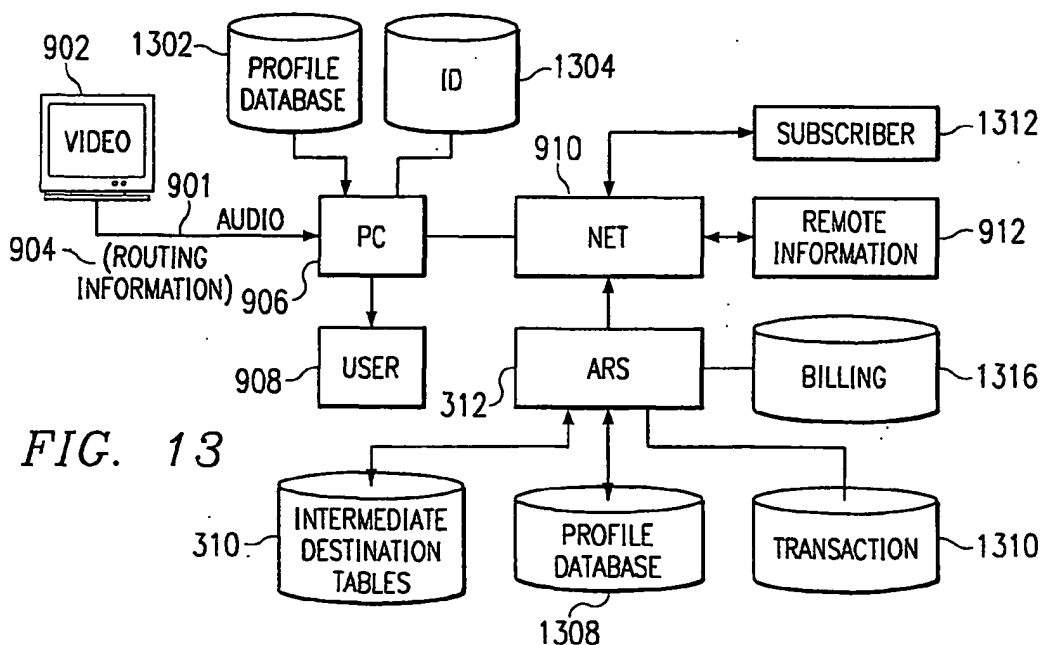 1302
902
PROFILE
DATABASE
ID
1304
VIDEO
910
SUBSCRIBER
1312
901
AUDIO
904
(ROUTING
INFORMATION)
PC
906
NET
REMOTE
INFORMATION
912
USER
908
ARS
312
BILLING
1316
FIG. 13
310
INTERMEDIATE
DESTINATION
TABLES
PROFILE
DATABASE
1308
TRANSACTION
1310